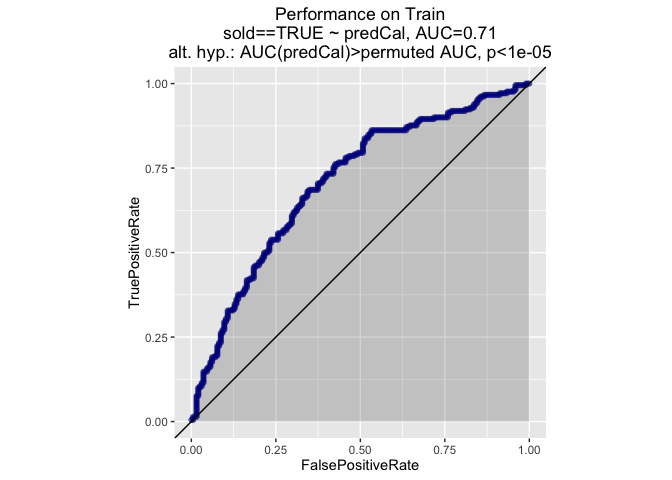 Performance on Train
sold==TRUE ~ predCal, AUC=0.71
alt. hyp.: AUC(predCal)>permuted AUC, p<1e-05
1.00
0.75
0.50
0.25
0.00
TruePositiveRate
0.00 0.25 0.50 0.75 1.00
FalsePositiveRate